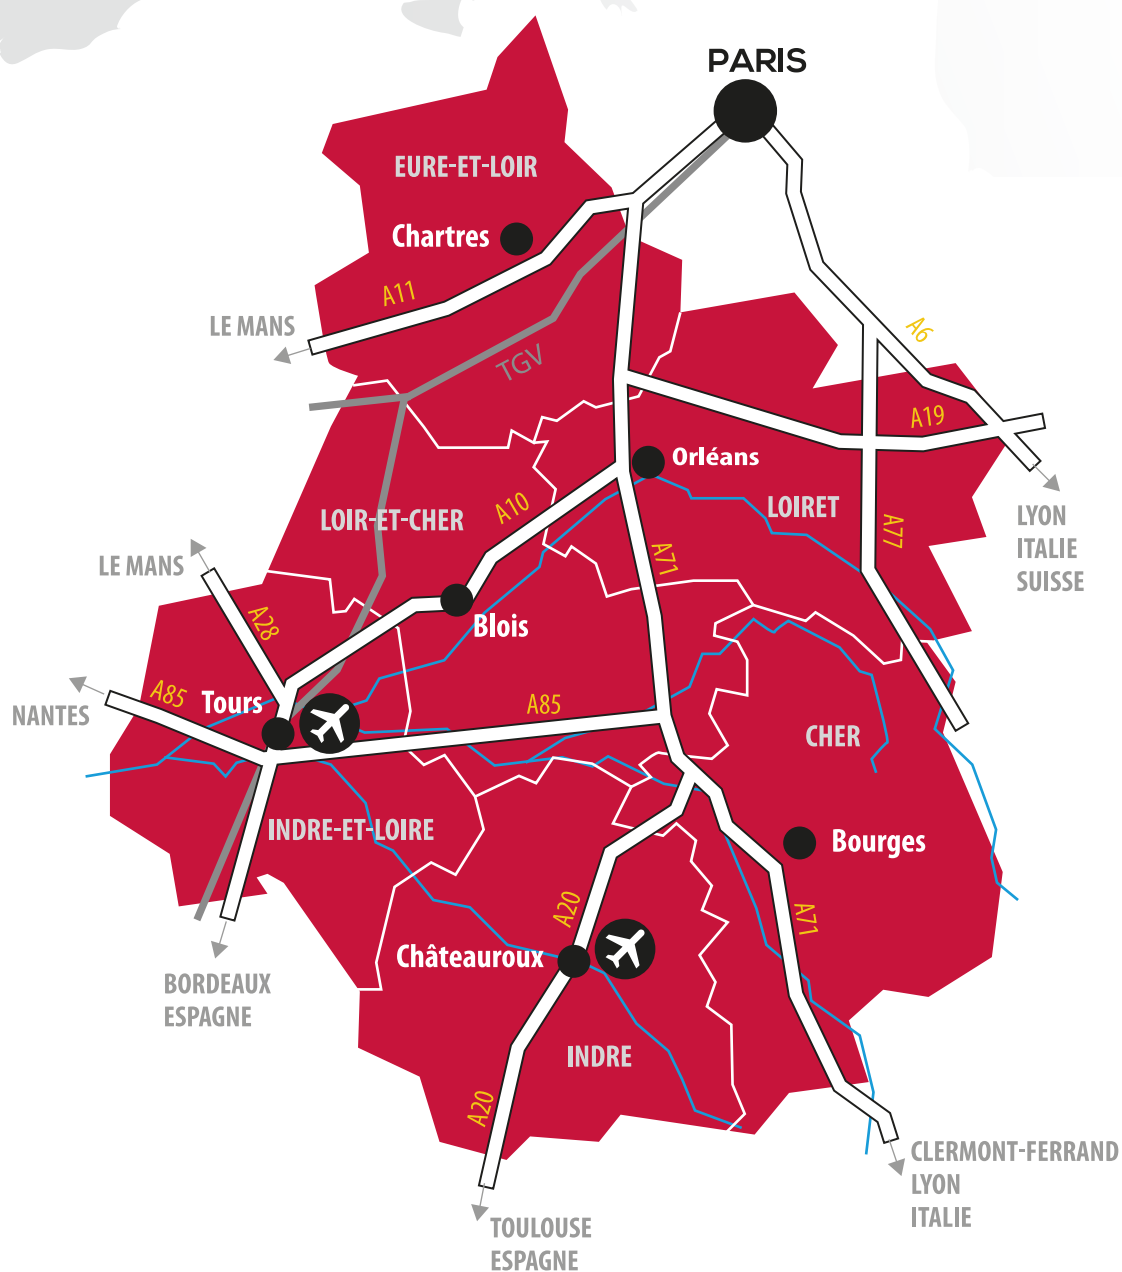 PARIS
EURE-ET-LOIR
Chartres
A11
LE MANS
A6
TGV
A19
Orléans
LOIRET
A10
LOIR-ET-CHER
LYON
ITALIE
SUISSE
A77
A71
LE MANS
A28
Blois
A85
Tours
NANTES
A85
CHER
INDRE-ET-LOIRE
Bourges
A20
A71
Châteauroux
BORDEAUX
ESPAGNE
INDRE
A20
CLERMONT-FERRAND
LYON
ITALIE
TOULOUSE
ESPAGNE